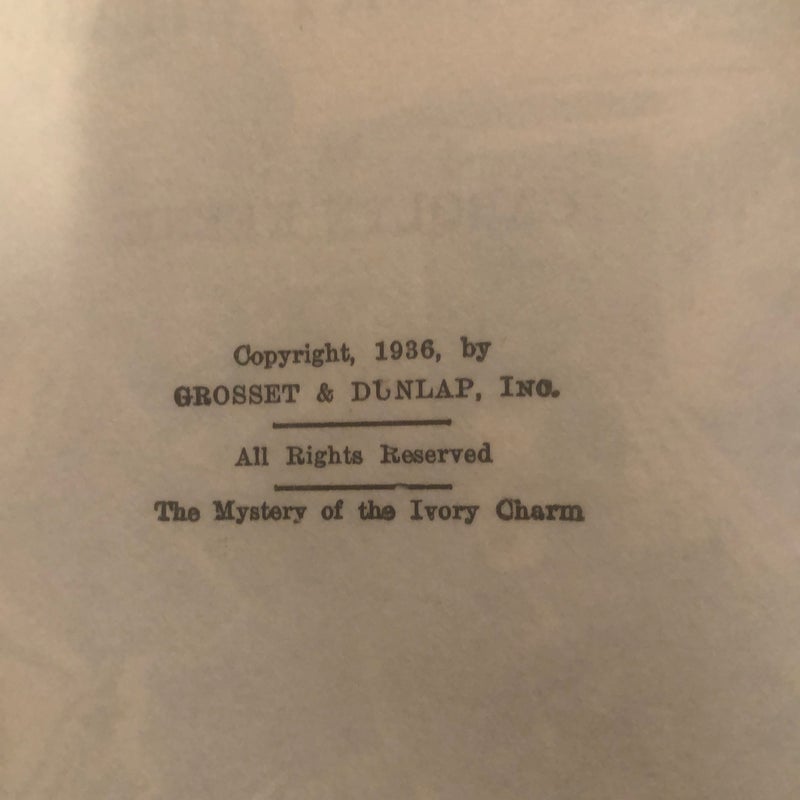 Copyright, 1936, by
GROSSET & DUNLAP, INC.
All Rights Reserved
The Mystery of the Ivory Charm